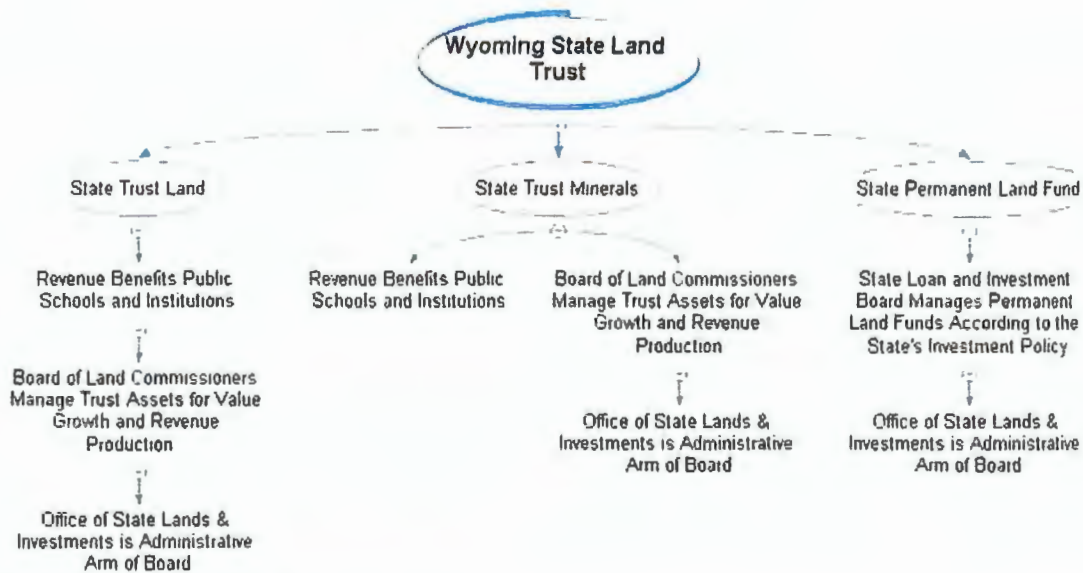 Wyoming State Land
Trust
State Trust Land
State Trust Minerals
State Permanent Land Fund
Revenue Benefits Public
Schools and Institutions
Revenue Benefits Public
Schools and Institutions
Board of Land Commissioners
Manage Trust Assets for Value
Growth and Revenue
Production
State Loan and Investment
Board Manages Permanent
Land Funds According to the
State's Investment Policy
Board of Land Commissioners
Manage Trust Assets for Value
Growth and Revenue
Production
Office of State Lands &
Investments is Administrative
Arm of Board
Office of State Lands &
Investments is Administrative
Arm of Board
Office of State Lands &
Investments is Administrative
Arm of Board